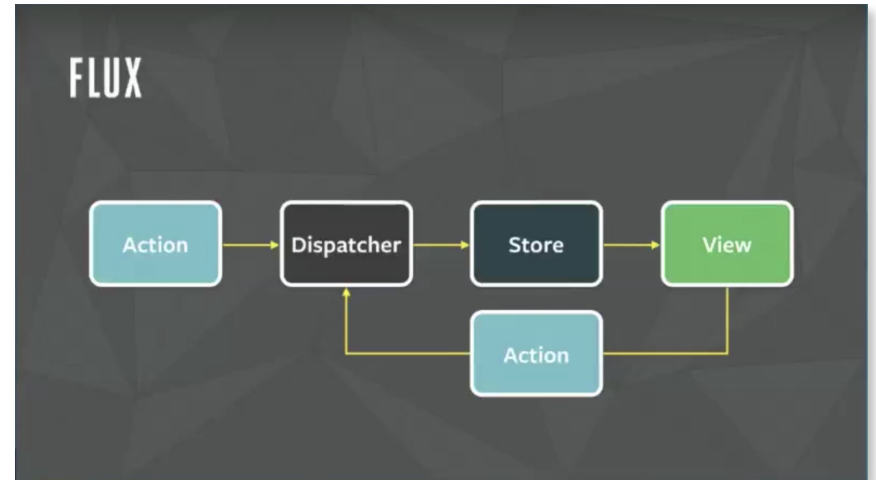 FLUX
Action
Dispatcher
Store
View
Action